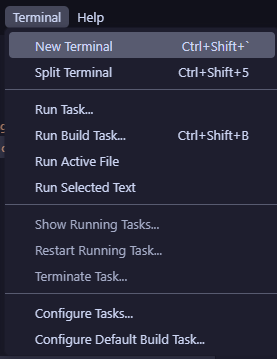 Terminal Help
New Terminal Ctrl+Shift+`
Split Terminal Ctrl+Shift+5
Run Task...
Run Build Task... Ctrl+Shift+B
Run Active File
Run Selected Text
Show Running Tasks...
Restart Running Task...
Terminate Task...
Configure Tasks...
Configure Default Build Task...